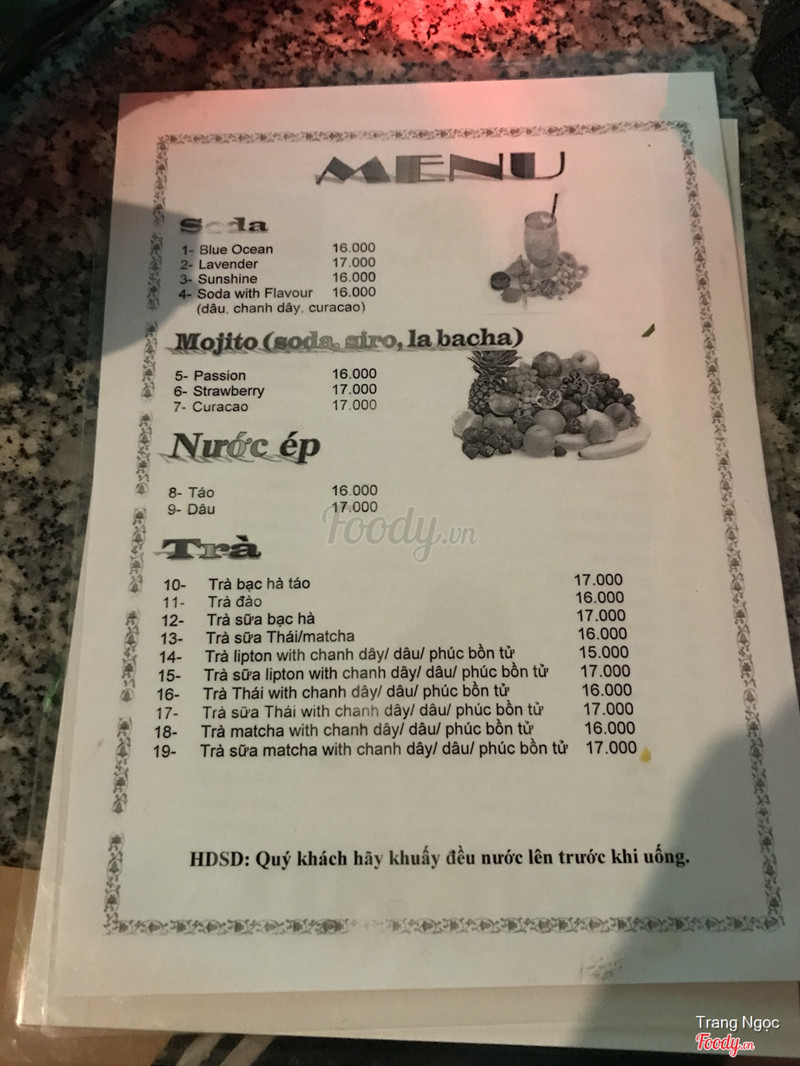 MENU
Soda
1- Blue Ocean 16.000
2- Lavender 17.000
3- Sunshine 16.000
4- Soda with Flavour 16.000
(dâu, chanh dây, curacao)
Mojito (soda, siro, la bacha)
5- Passion 16.000
6- Strawberry 17.000
7- Curacao 17.000
Nước ép
8- Táo 16.000
9- Dâu 17.000
Foody.vn
Trà
10- Trà bạc hà táo 17.000
11- Trà đào 16.000
12- Trà sữa bạc hà 17.000
13- Trà sữa Thái/matcha 16.000
14- Trà lipton with chanh dây/ dâu/ phúc bồn tử 15.000
15- Trà sữa lipton with chanh dây/ dâu/ phúc bồn tử 17.000
16- Trà Thái with chanh dây/ dâu/ phúc bồn tử 16.000
17- Trà sữa Thái with chanh dây/ dâu/ phúc bồn tử 17.000
18- Trà matcha with chanh dây/ dâu/ phúc bồn tử 16.000
19- Trà sữa matcha with chanh dây/ dâu/ phúc bồn tử 17.000
HDSD: Quý khách hãy khuấy đều nước lên trước khi uống.
Trang Ngọc
Foody.vn